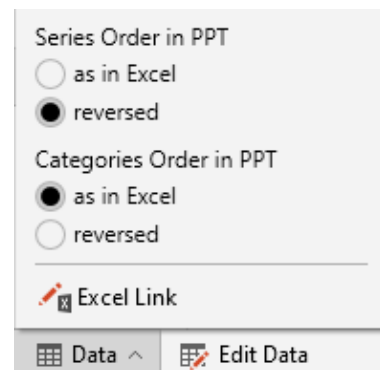 Series Order in PPT
as in Excel
reversed
Categories Order in PPT
as in Excel
reversed
Excel Link
Data Edit Data